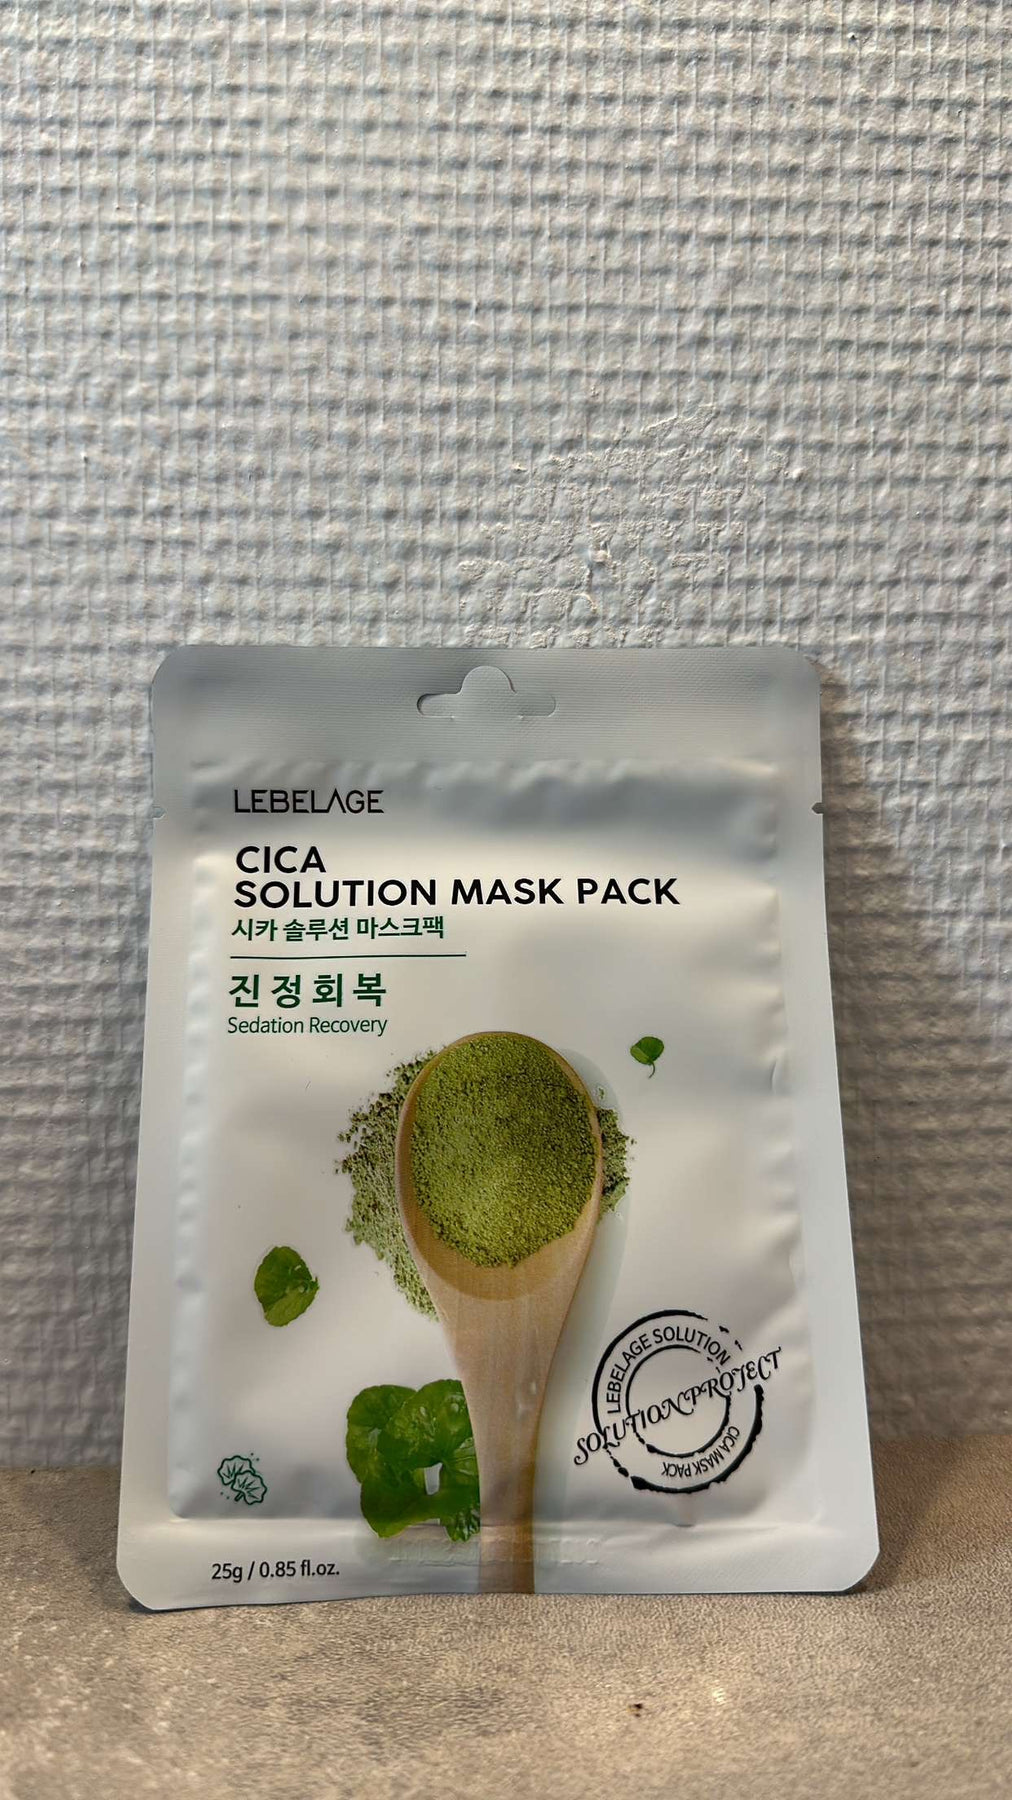 LEBELAGE
CICA
SOLUTION MASK PACK
시카 솔루션 마스크팩
진정회복
Sedation Recovery
LEBELAGE SOLUTION
SOLUTION PROJECT
CICA MASK PACK
25g / 0.85 fl.oz.